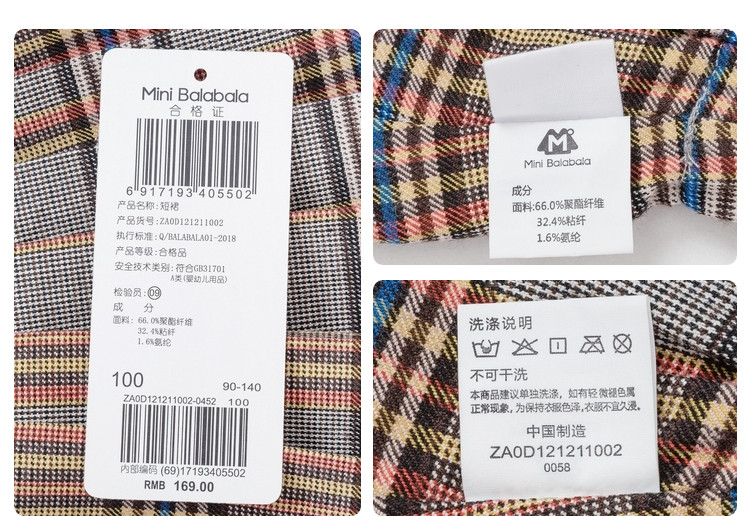 Mini Balabala
合格证
6 917193 405502
产品名称: 短裙
产品货号: ZA0D121211002
执行标准: Q/BALABALA01-2018
产品等级: 合格品
安全技术类别: 符合GB31701
A类(婴幼儿用品)
检验员: 09
成 分
面料: 66.0%聚酯纤维
32.4%粘纤
1.6%氨纶
100 90-140
ZA0D121211002-0452 100
内部编码 (69)17193405502
RMB 169.00
Mini Balabala
成分
面料: 66.0%聚酯纤维
32.4%粘纤
1.6%氨纶
洗涤说明
不可干洗
本商品建议单独洗涤, 如有轻微褪色属
正常现象, 为保持衣服色泽, 衣服不宜久浸。
中国制造
ZA0D121211002
0058